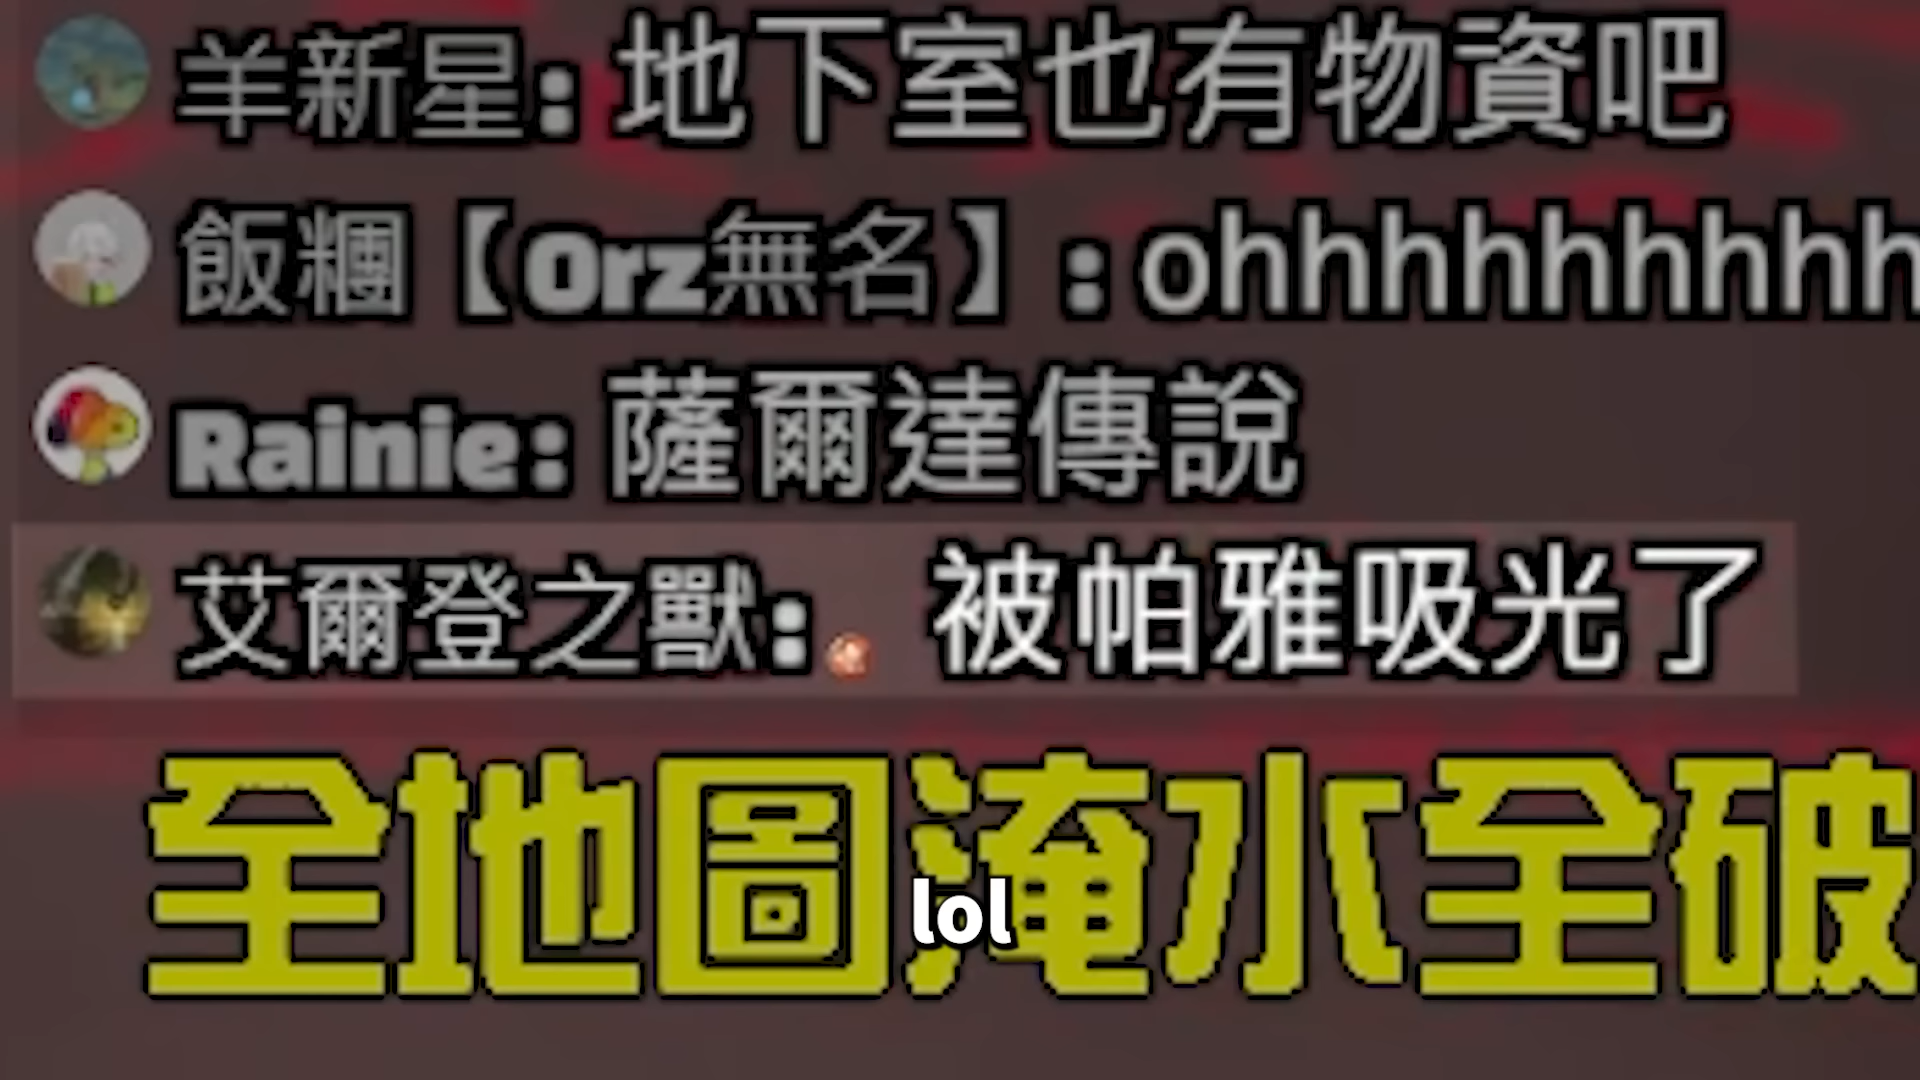 羊新星: 地下室也有物資吧
飯糰【Orz無名】: ohhhhhhhhhh
Rainie: 薩爾達傳說
艾爾登之獸: 被帕雅吸光了
全地圖淹水全破
lol